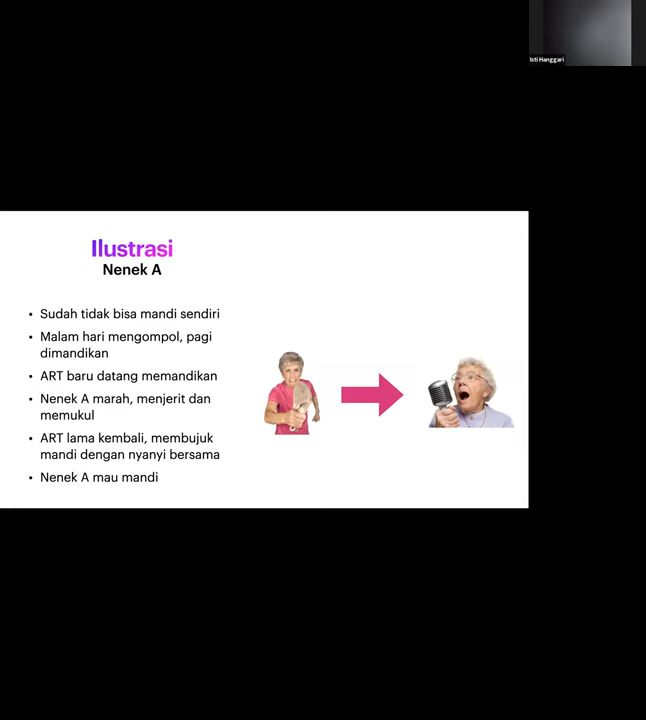 Isti Hanggari
Ilustrasi
Nenek A
• Sudah tidak bisa mandi sendiri
• Malam hari mengompol, pagi
dimandikan
• ART baru datang memandikan
• Nenek A marah, menjerit dan
memukul
• ART lama kembali, membujuk
mandi dengan nyanyi bersama
• Nenek A mau mandi